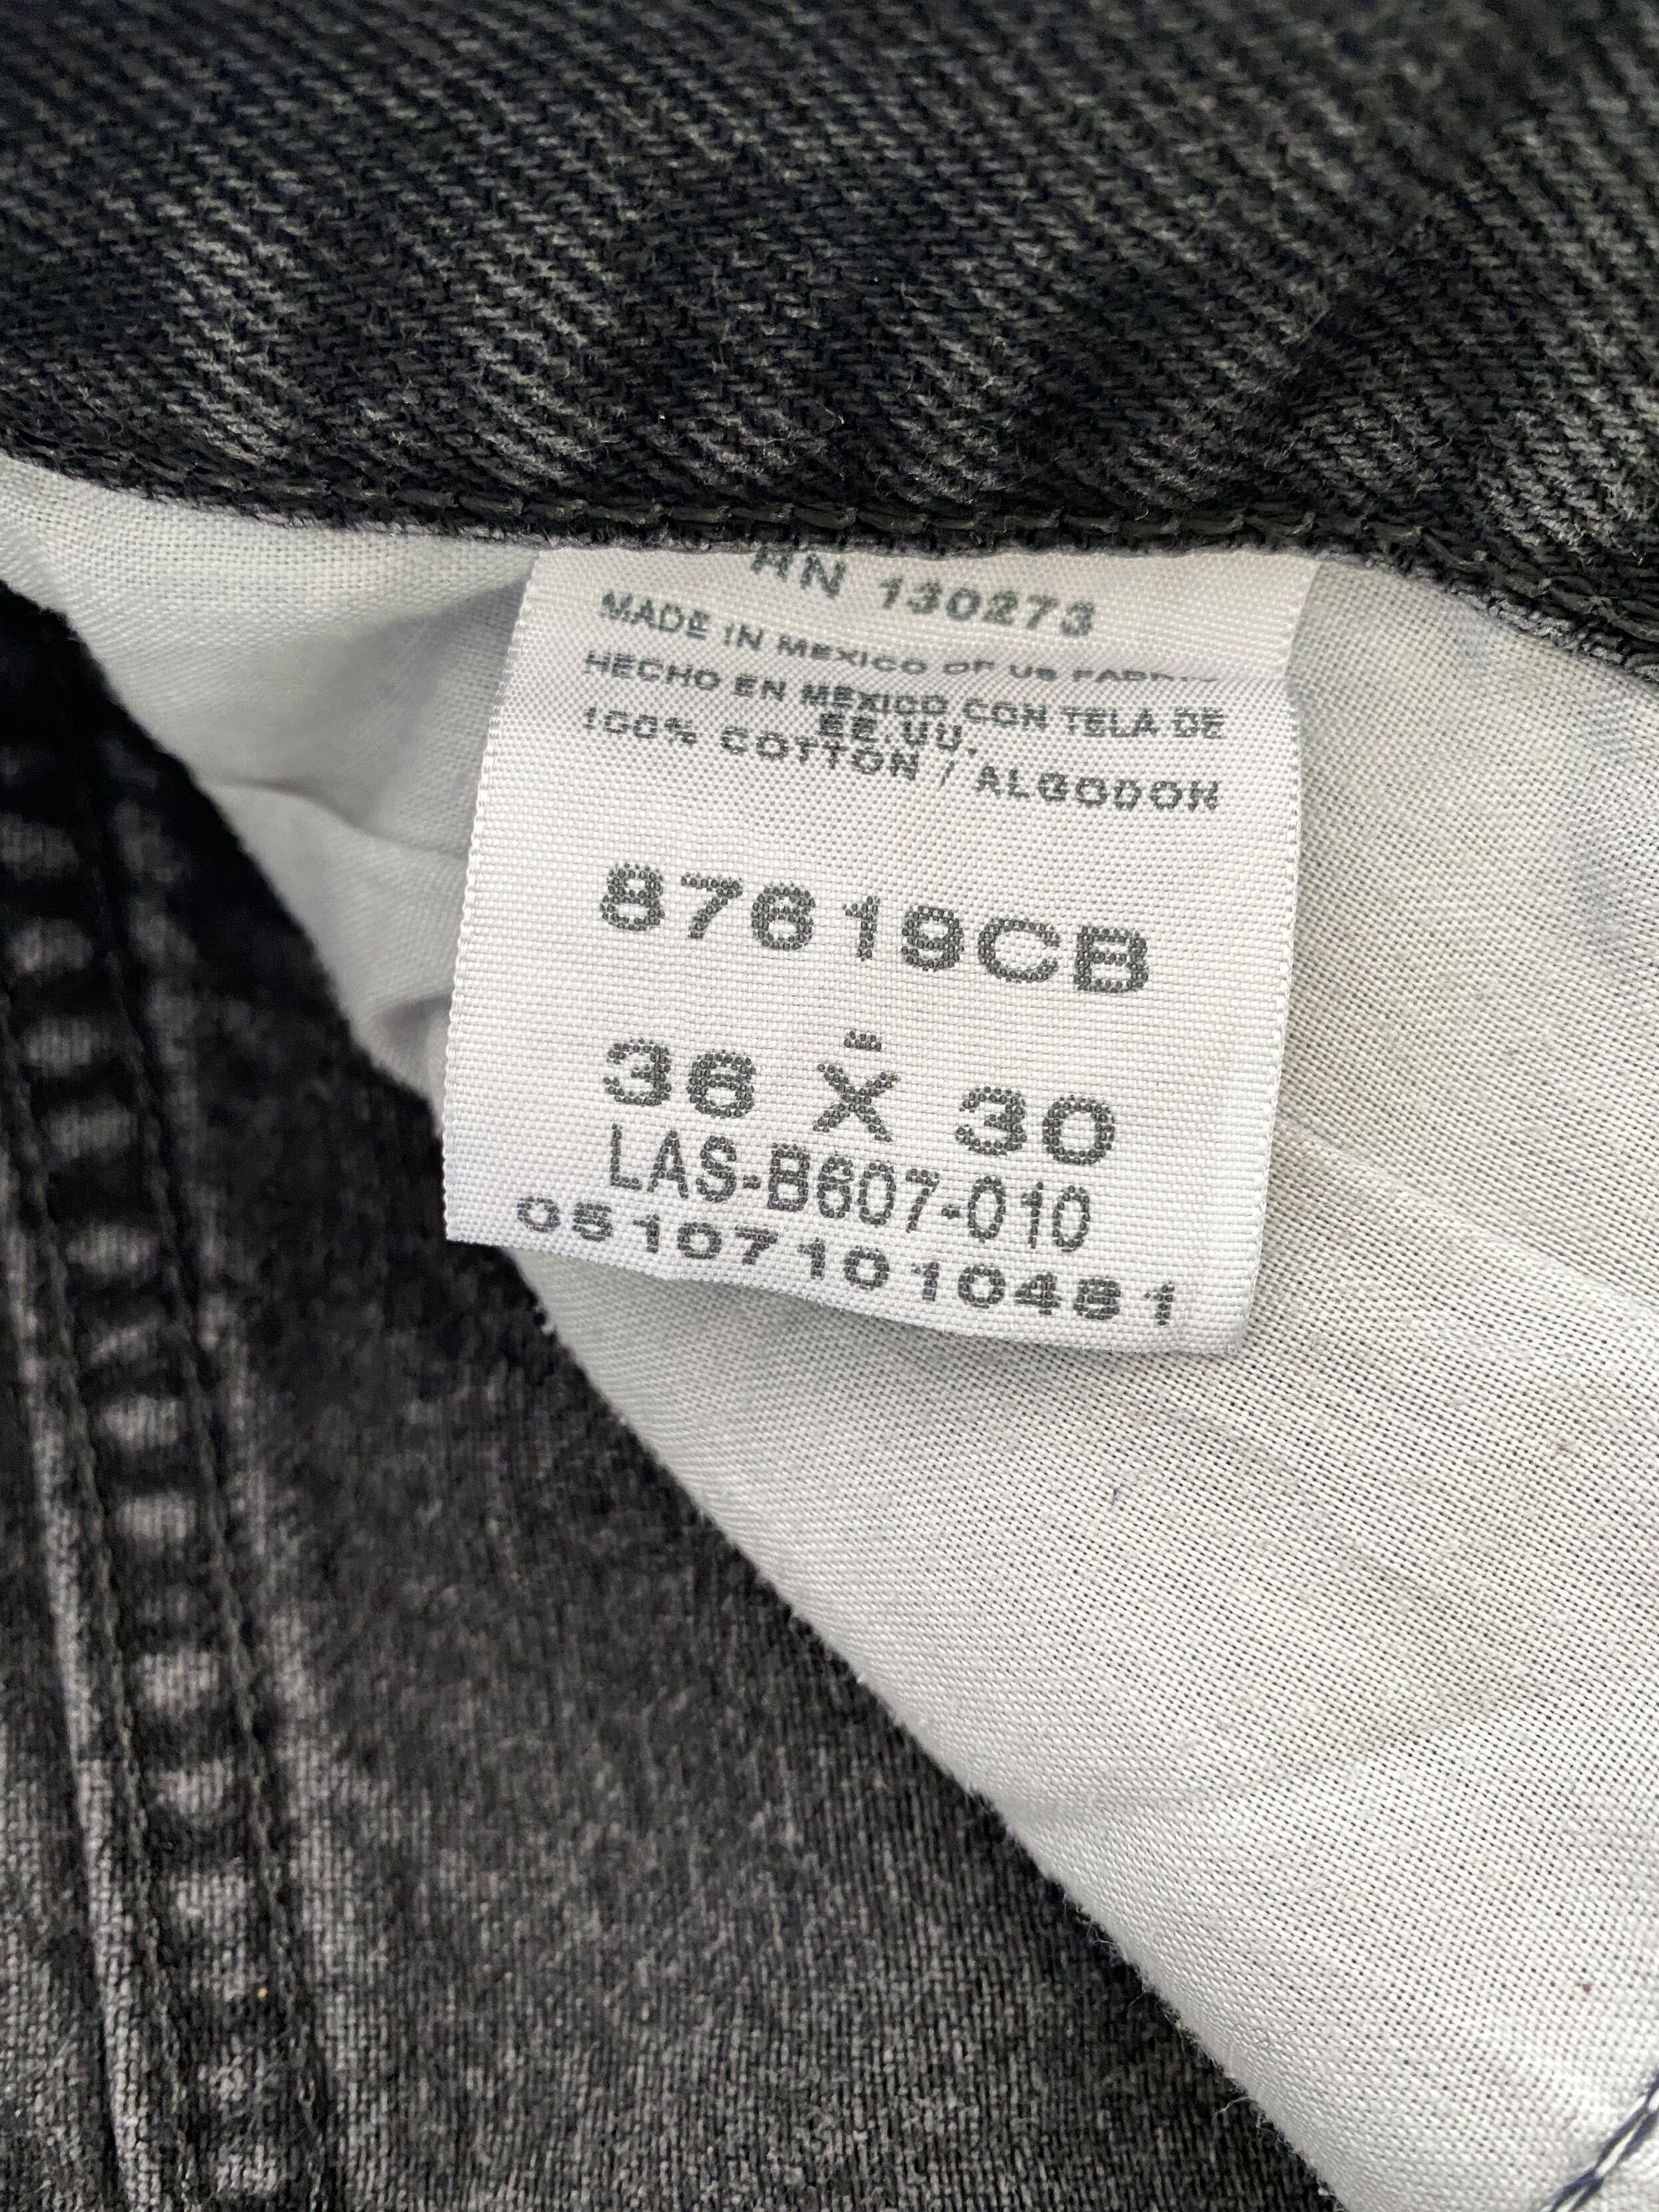 RN 130273
MADE IN MEXICO OF US FABRIC
HECHO EN MEXICO CON TELA DE
EE.UU.
100% COTTON / ALGODON
87619CB
-
36 X 30
LAS-B607-010
051071010481